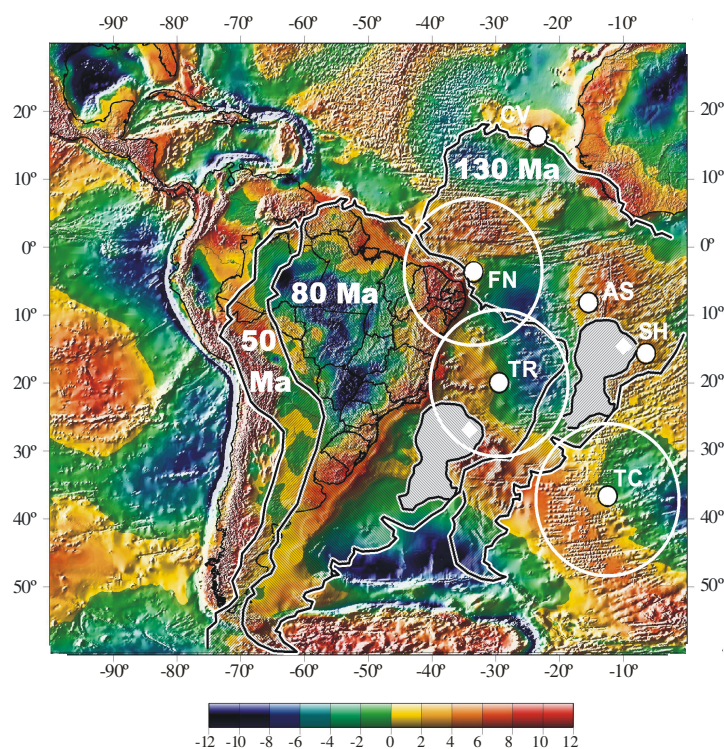 -90º -80º -70º -60º -50º -40º -30º -20º -10º
20º 20º
CV
130 Ma
10º 10º
0º 0º
FN
80 Ma
AS
10º 10º
SH
50
Ma
TR
20º 20º
30º 30º
TC
40º 40º
50º 50º
-90º -80º -70º -60º -50º -40º -30º -20º -10º
-12 -10 -8 -6 -4 -2 0 2 4 6 8 10 12